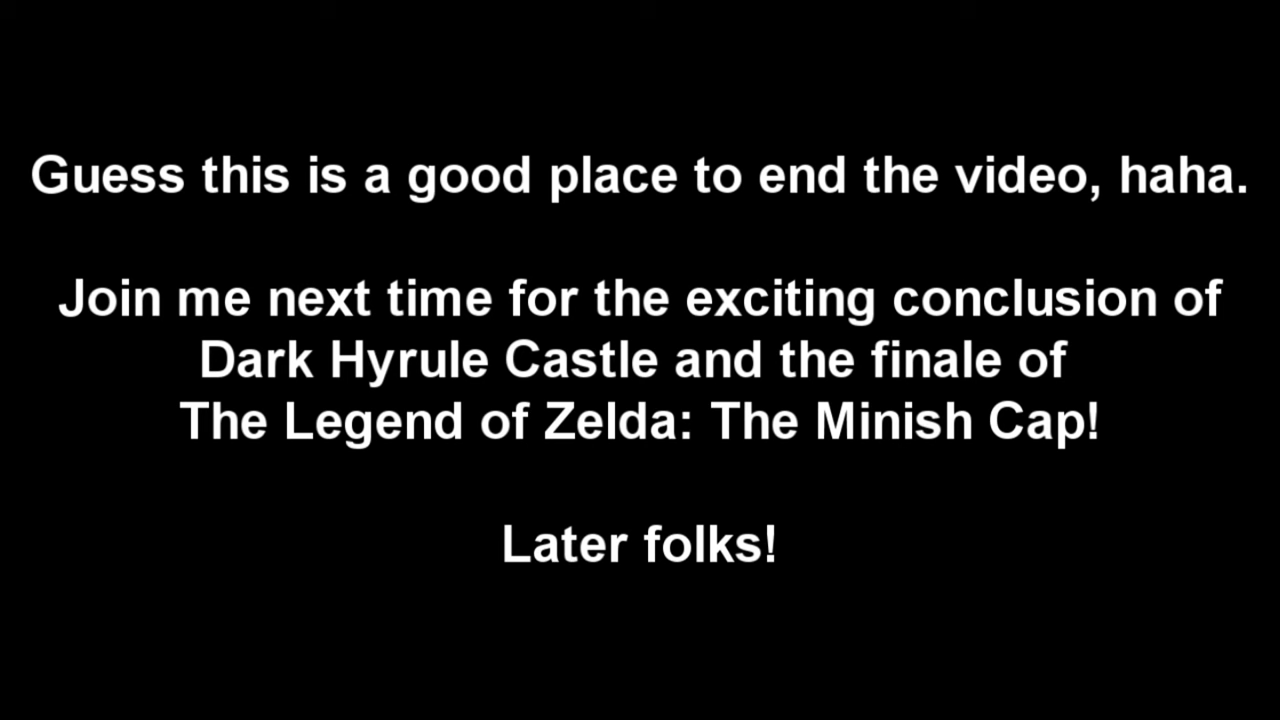 Guess this is a good place to end the video, haha.
Join me next time for the exciting conclusion of
Dark Hyrule Castle and the finale of
The Legend of Zelda: The Minish Cap!
Later folks!